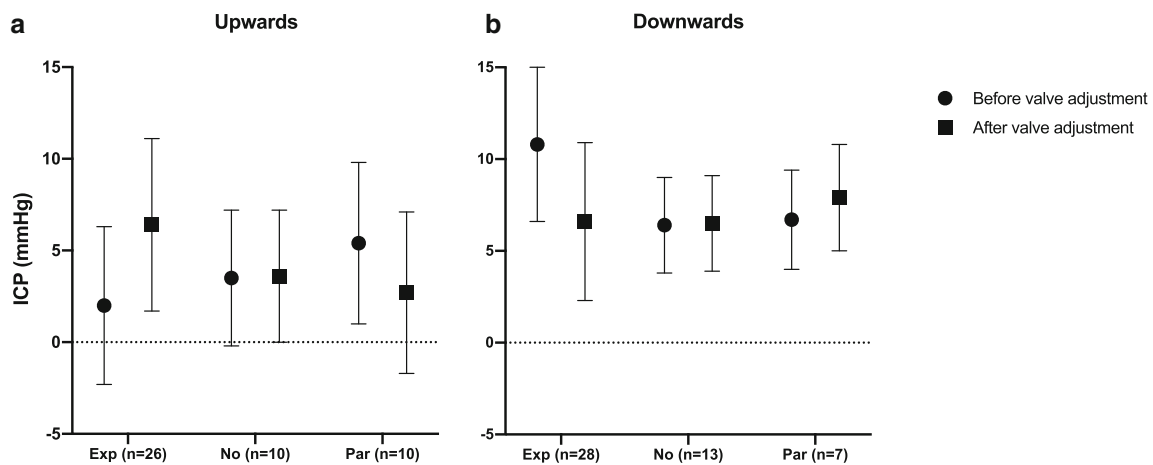 a
Upwards
b
Downwards
15
10
5
0
-5
ICP (mmHg)
Exp (n=26)
No (n=10)
Par (n=10)
15
10
5
0
-5
Exp (n=28)
No (n=13)
Par (n=7)
Before valve adjustment
After valve adjustment